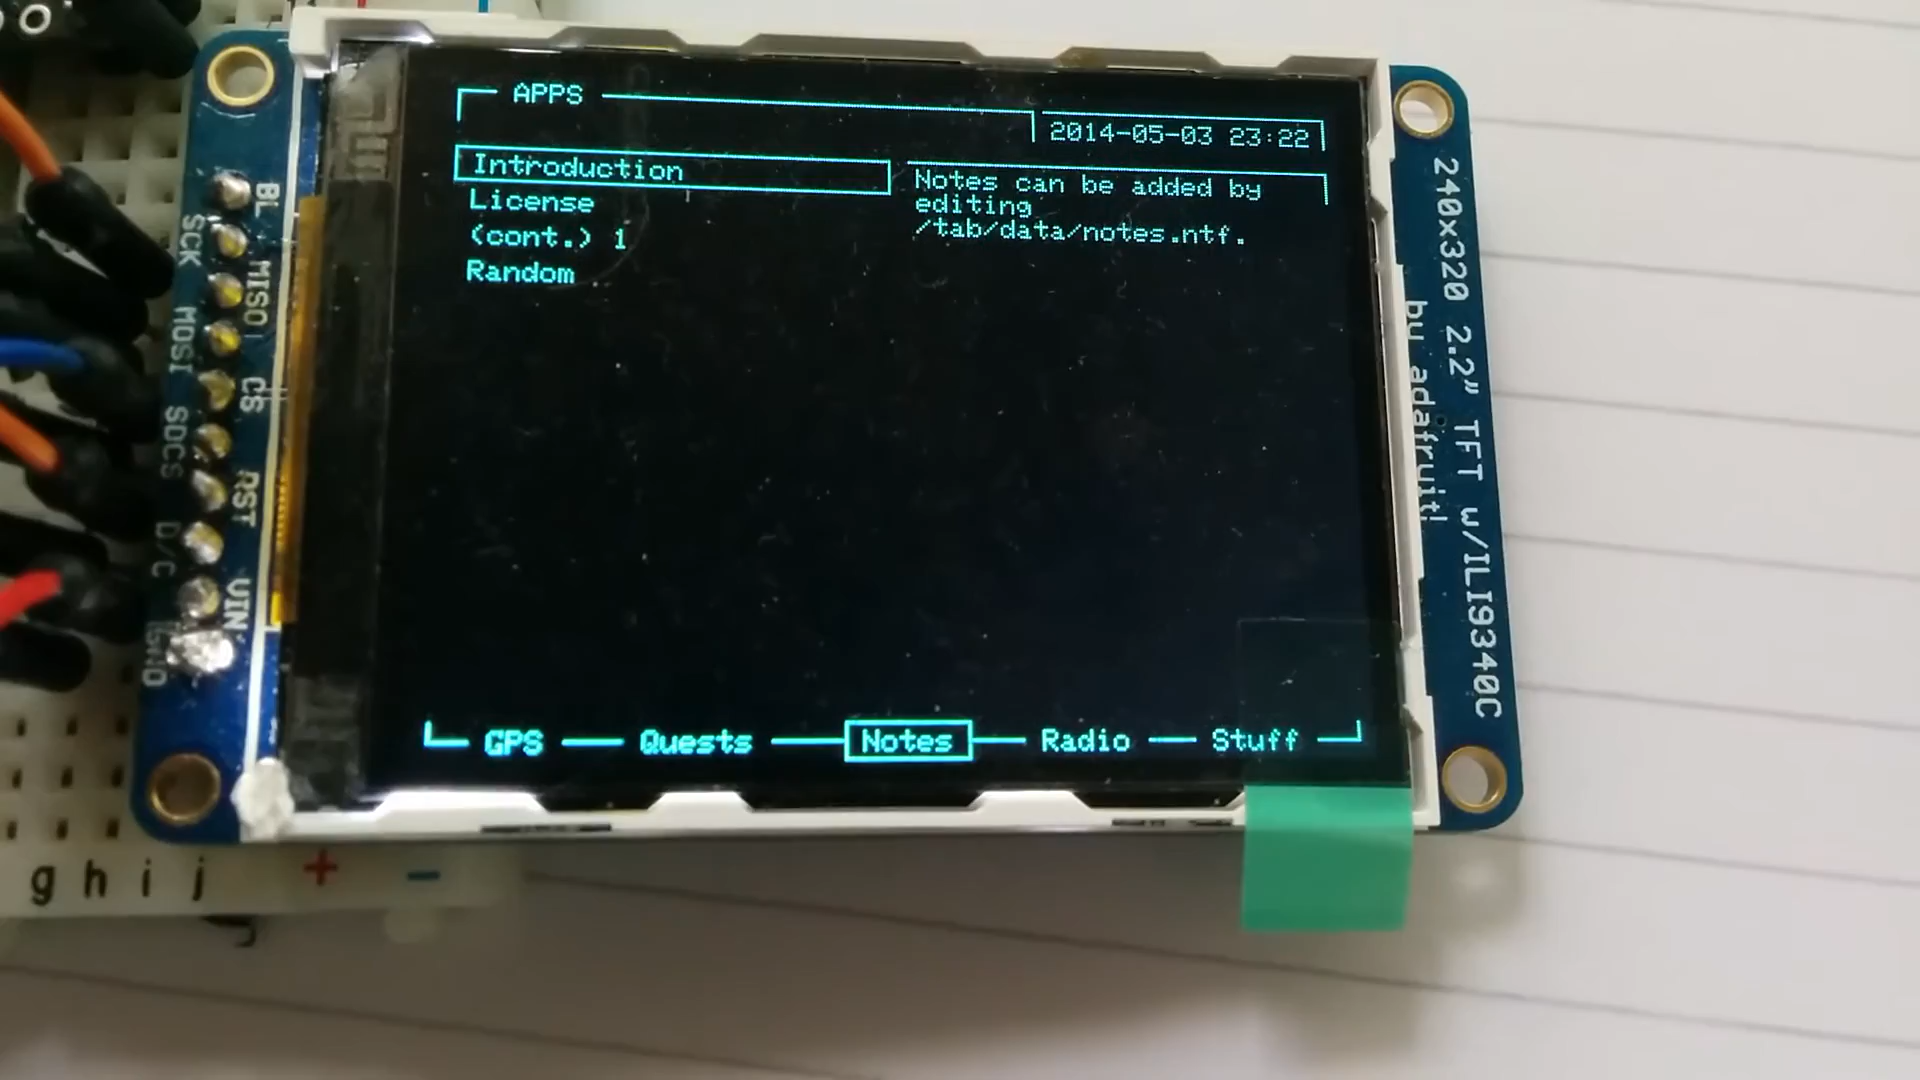 APPS
2014-05-03 23:22
Introduction
License
(cont.) 1
Random
Notes can be added by
editing
/tab/data/notes.ntf.
GPS
Quests
Notes
Radio
Stuff
BL
SCK
MISO
MOSI
CS
SDCS
RST
D/C
VIN
GND
240x320 2.2" TFT w/ILI9340C
by adafruit!
g h i j + -